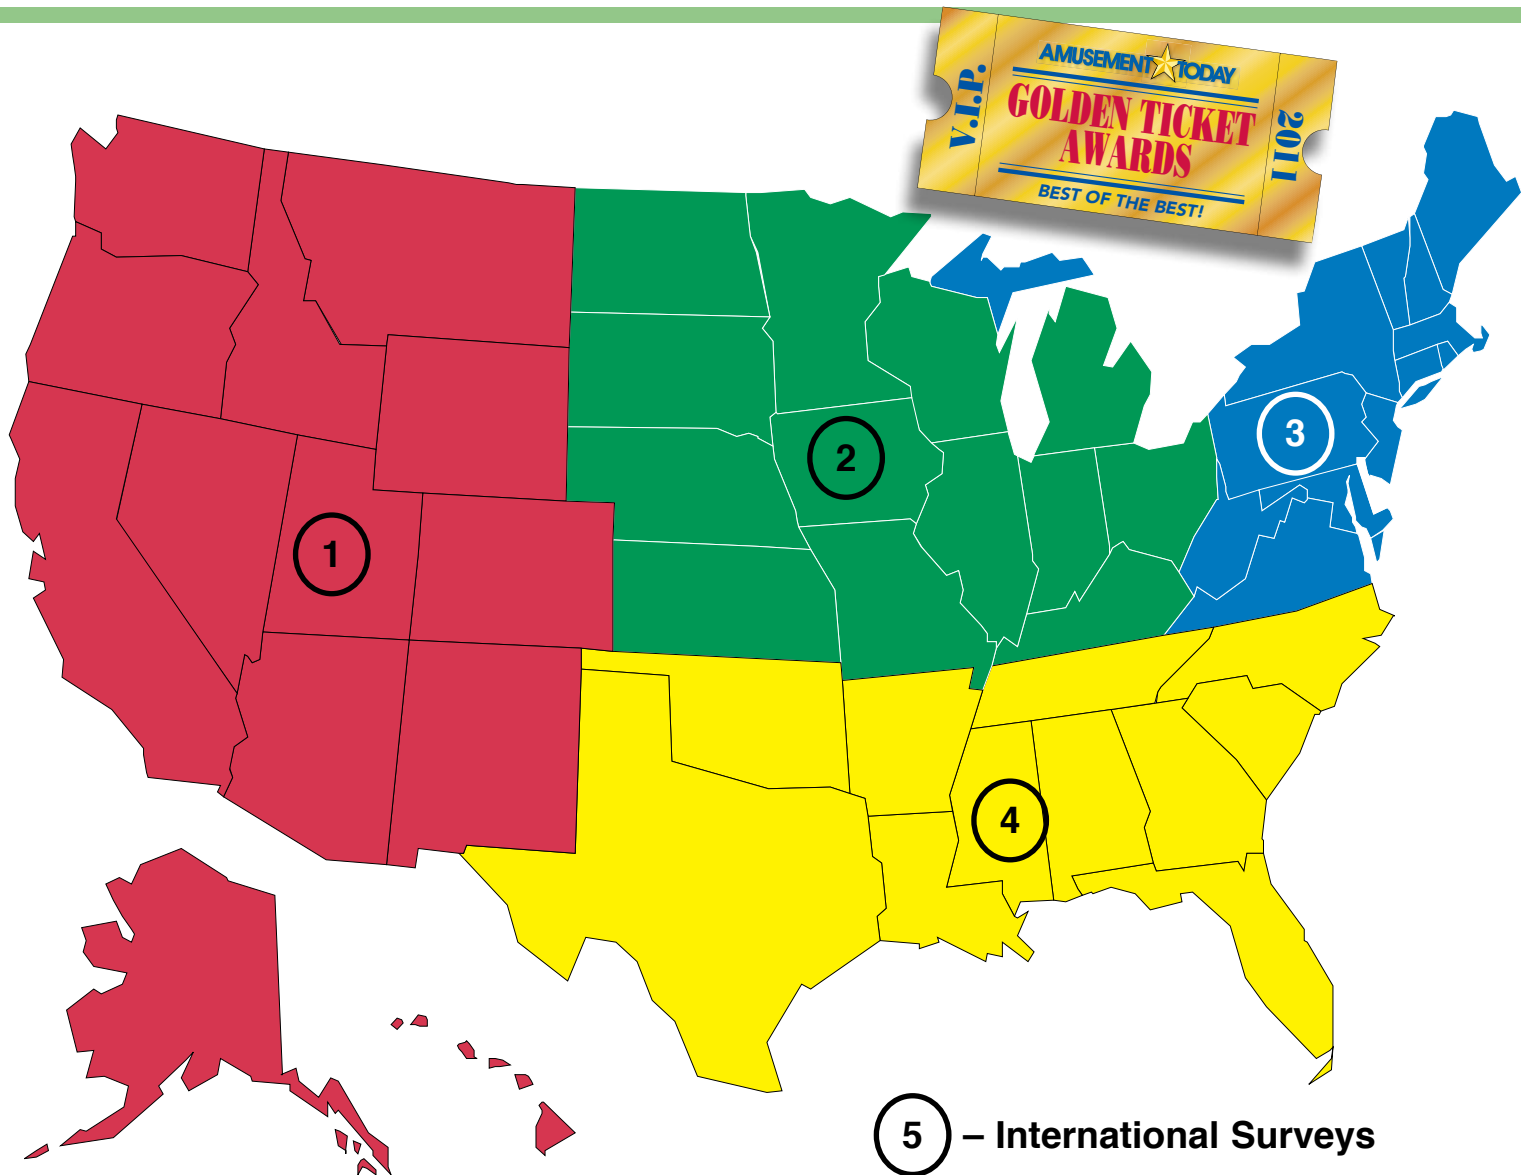 V.I.P.
AMUSEMENT TODAY
GOLDEN TICKET
AWARDS
BEST OF THE BEST!
2011
3
2
1
4
5 – International Surveys